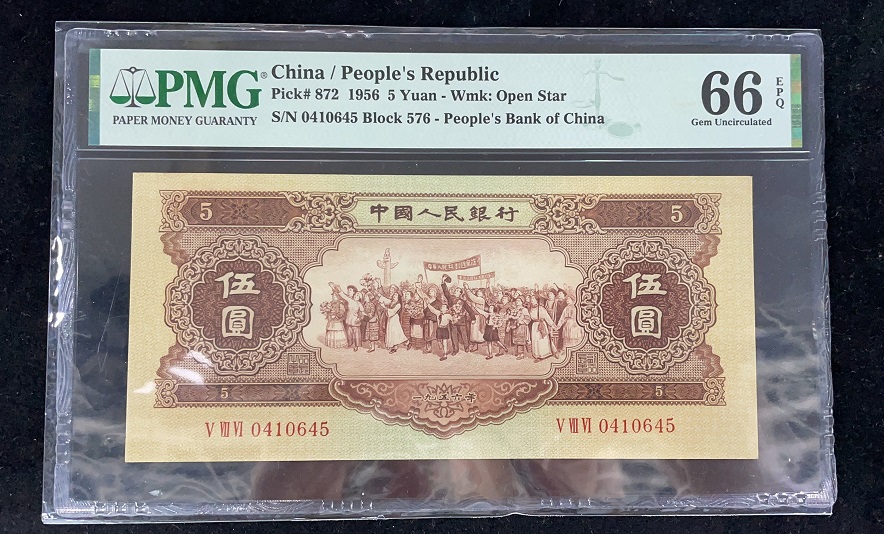 PMG®
PAPER MONEY GUARANTY
China / People's Republic
Pick# 872 1956 5 Yuan - Wmk: Open Star
S/N 0410645 Block 576 - People's Bank of China
66 EPQ
Gem Uncirculated
5 中國人民銀行 5
伍圓 伍圓
5 5
一九五六年
V VII VI 0410645 V VII VI 0410645